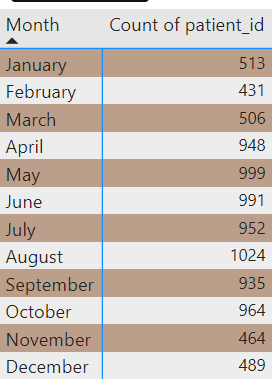 Month Count of patient_id
January 513
February 431
March 506
April 948
May 999
June 991
July 952
August 1024
September 935
October 964
November 464
December 489